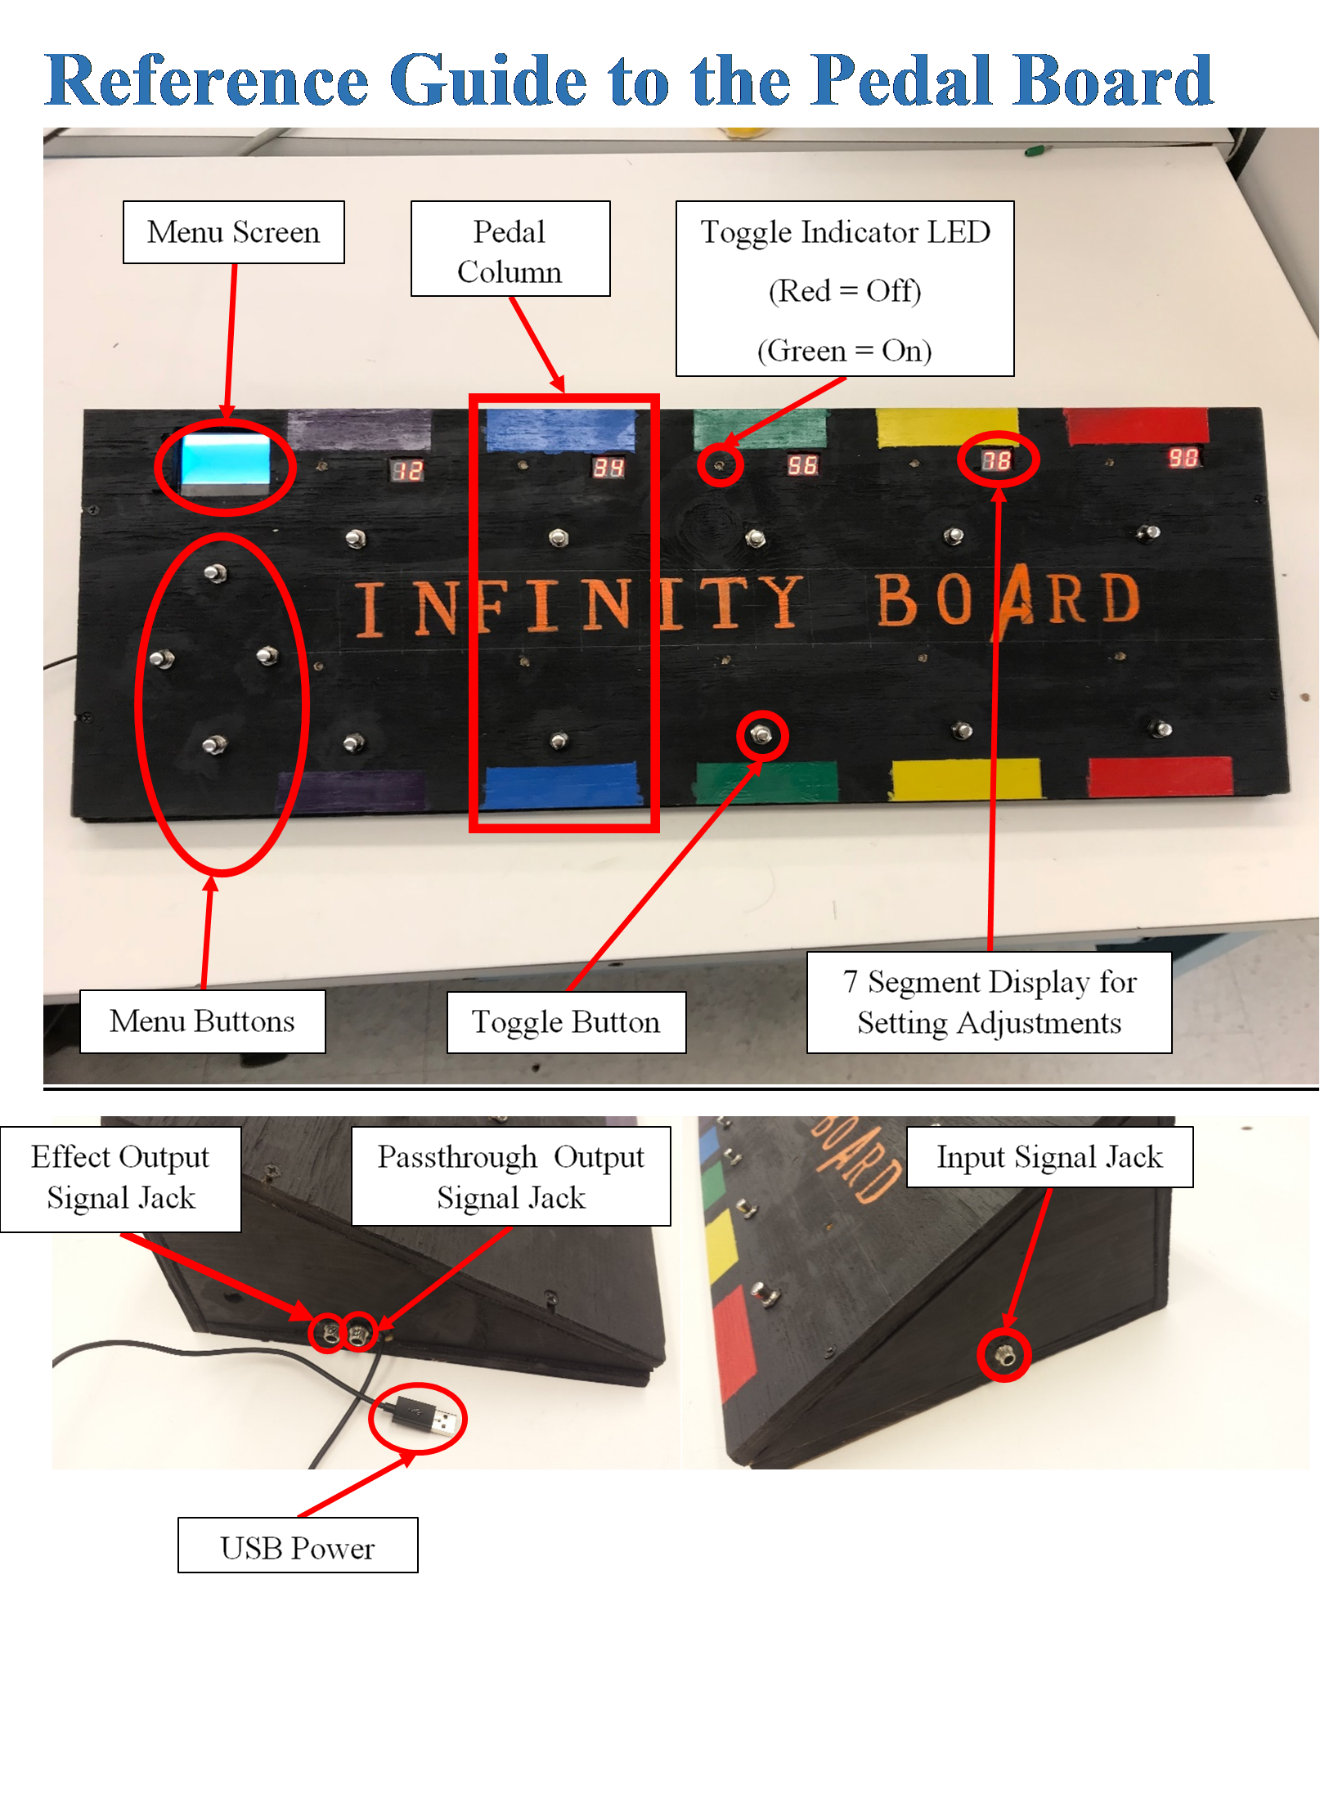 Reference Guide to the Pedal Board
Menu Screen
Pedal
Column
Toggle Indicator LED
(Red = Off)
(Green = On)
12
34
56
78
90
INFINITY BOARD
Menu Buttons
Toggle Button
7 Segment Display for
Setting Adjustments
Effect Output
Signal Jack
Passthrough Output
Signal Jack
BOARD
Input Signal Jack
USB Power